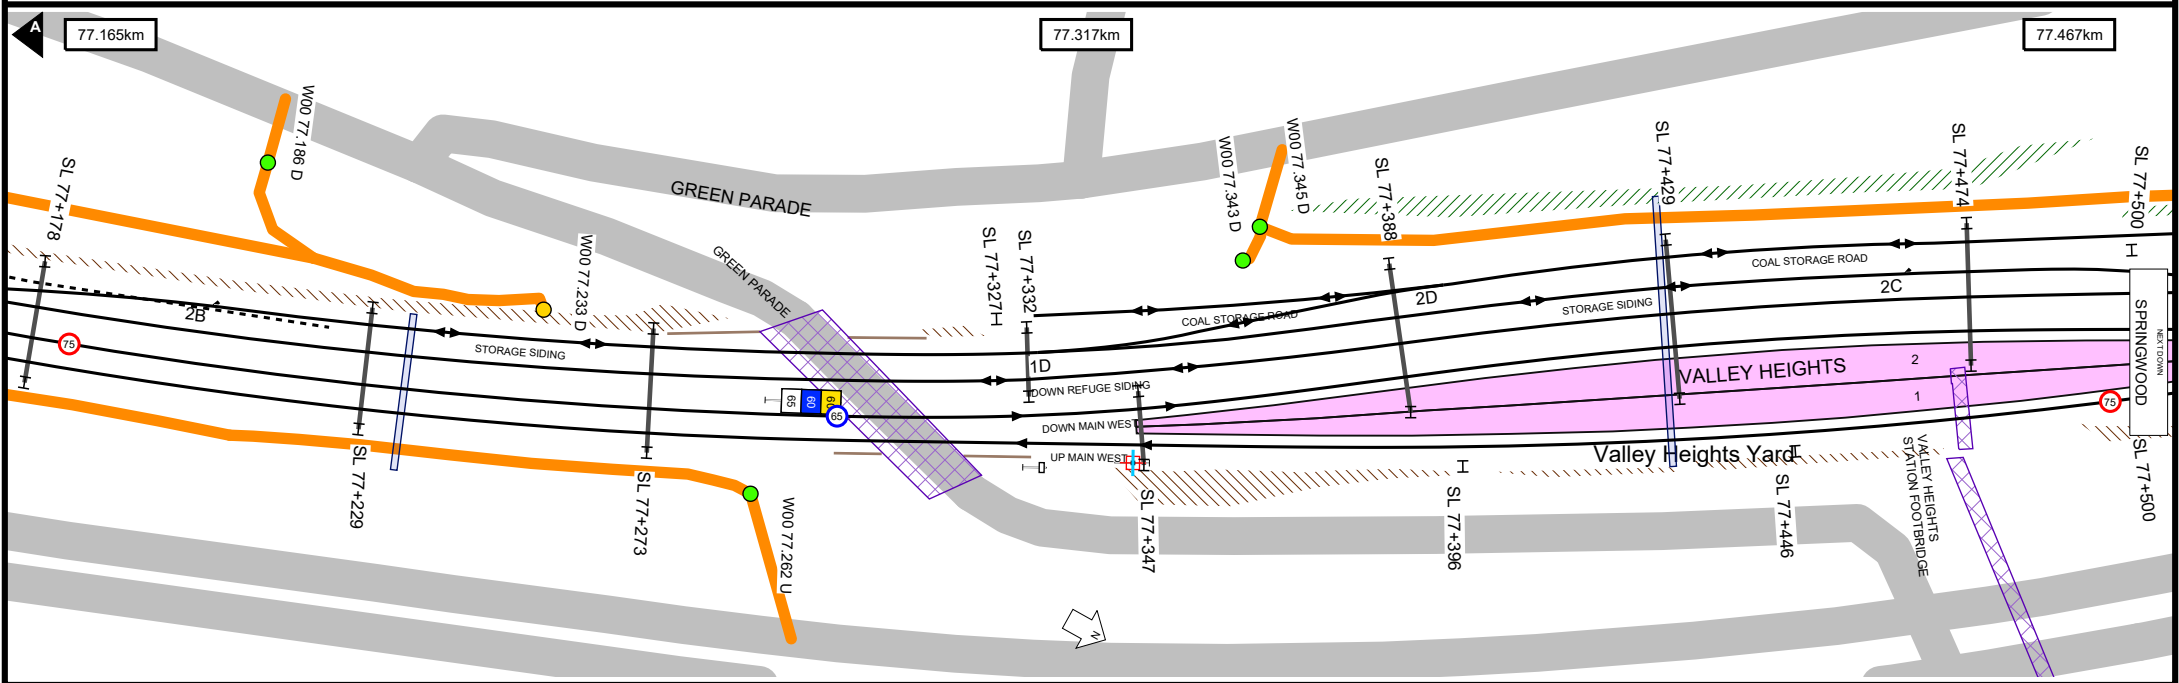 A
77.165km
77.317km
77.467km
W00 77.186 D
SL 77+178
GREEN PARADE
GREEN PARADE
W00 77.233 D
SL 77+327
SL 77+332
W00 77.343 D
W00 77.345 D
SL 77+388
SL 77+429
SL 77+474
SL 77+500
2B
75
STORAGE SIDING
COAL STORAGE ROAD
2D
STORAGE SIDING
COAL STORAGE ROAD
2C
1D
DOWN REFUGE SIDING
65
60
60
65
DOWN MAIN WEST
UP MAIN WEST
VALLEY HEIGHTS
2
1
75
SPRINGWOOD
NEXT DOWN
Valley Heights Yard
VALLEY HEIGHTS
STATION FOOTBRIDGE
SL 77+229
SL 77+273
W00 77.262 U
SL 77+347
SL 77+396
SL 77+446
SL 77+500
N